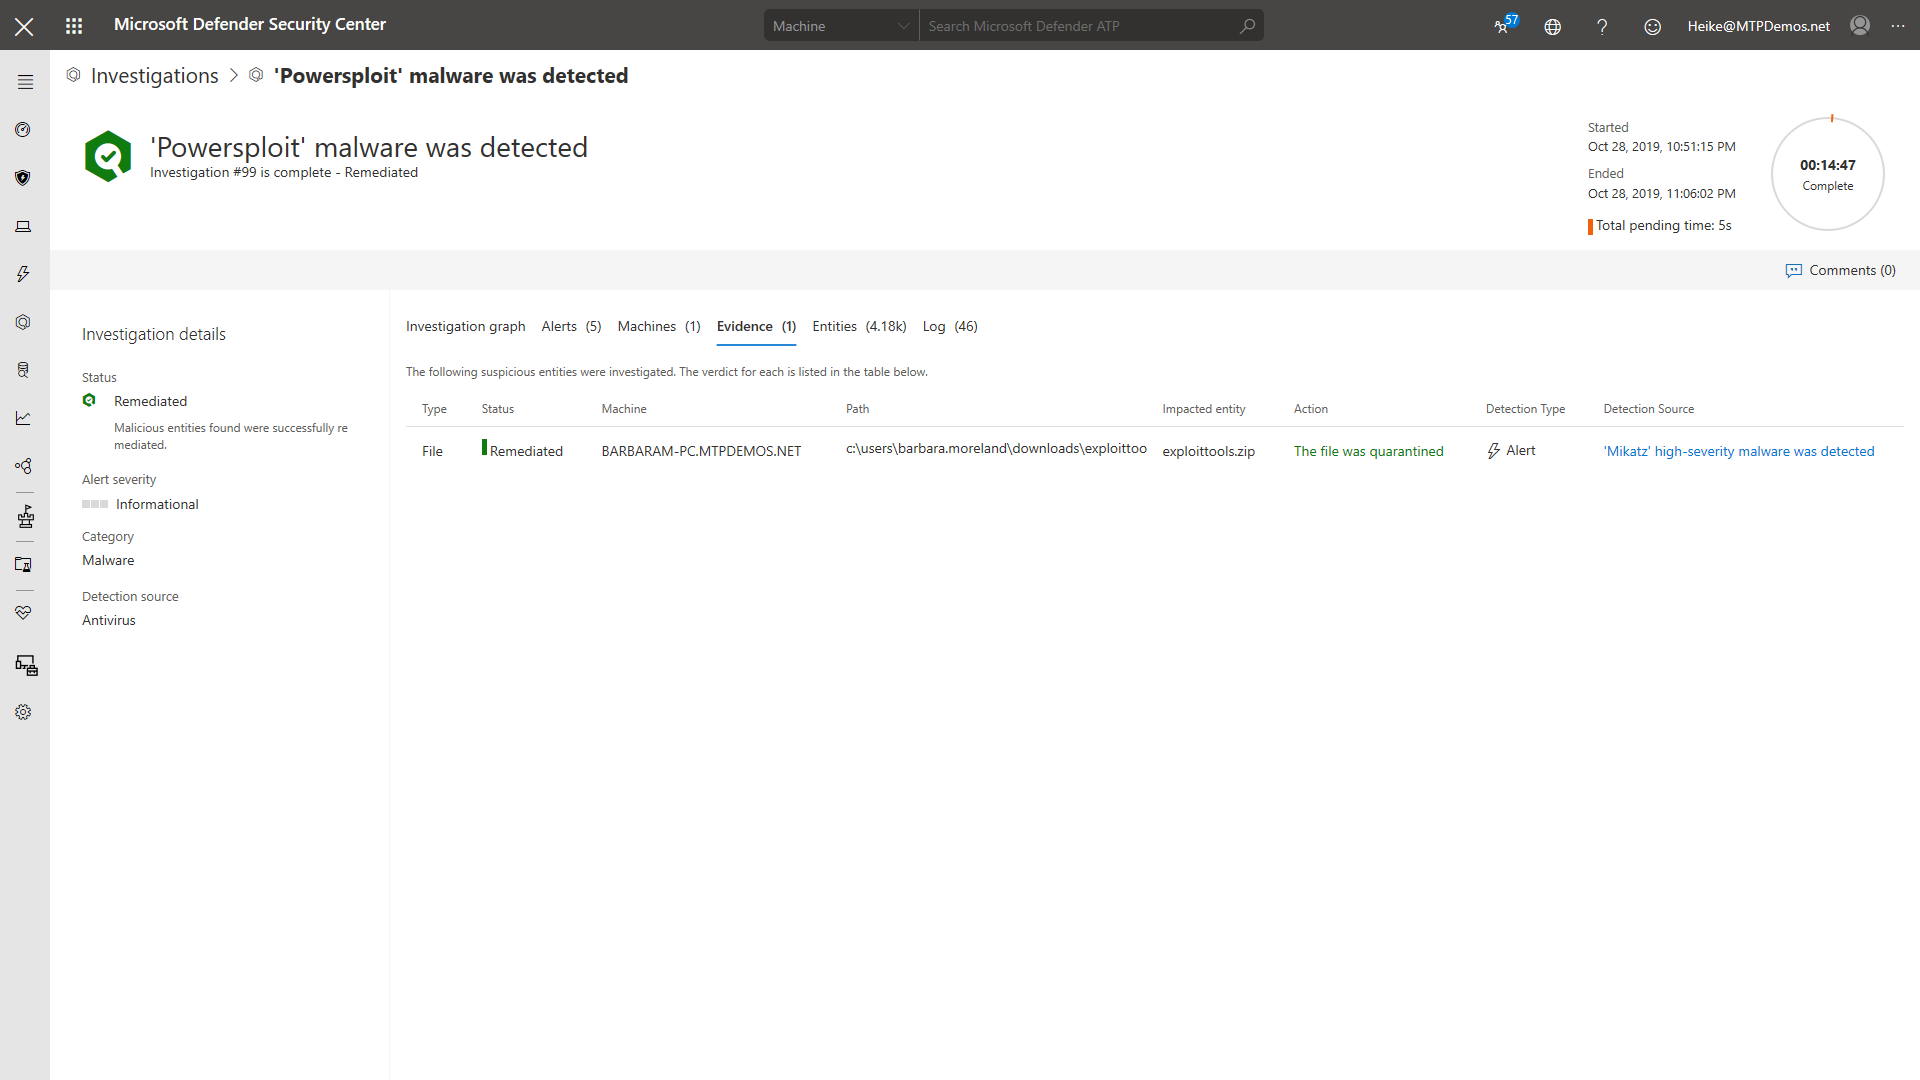 Microsoft Defender Security Center
Machine
Search Microsoft Defender ATP
57
Heike@MTPDemos.net
Investigations
'Powersploit' malware was detected
'Powersploit' malware was detected
Investigation #99 is complete - Remediated
Started
Oct 28, 2019, 10:51:15 PM
Ended
Oct 28, 2019, 11:06:02 PM
Total pending time: 5s
00:14:47
Complete
Comments (0)
Investigation details
Status
Remediated
Malicious entities found were successfully re
mediated.
Alert severity
Informational
Category
Malware
Detection source
Antivirus
Investigation graph Alerts (5) Machines (1) Evidence (1) Entities (4.18k) Log (46)
The following suspicious entities were investigated. The verdict for each is listed in the table below.
Type Status Machine Path Impacted entity Action Detection Type Detection Source
File Remediated BARBARAM-PC.MTPDEMOS.NET c:\users\barbara.moreland\downloads\exploittoo exploittools.zip The file was quarantined Alert 'Mikatz' high-severity malware was detected